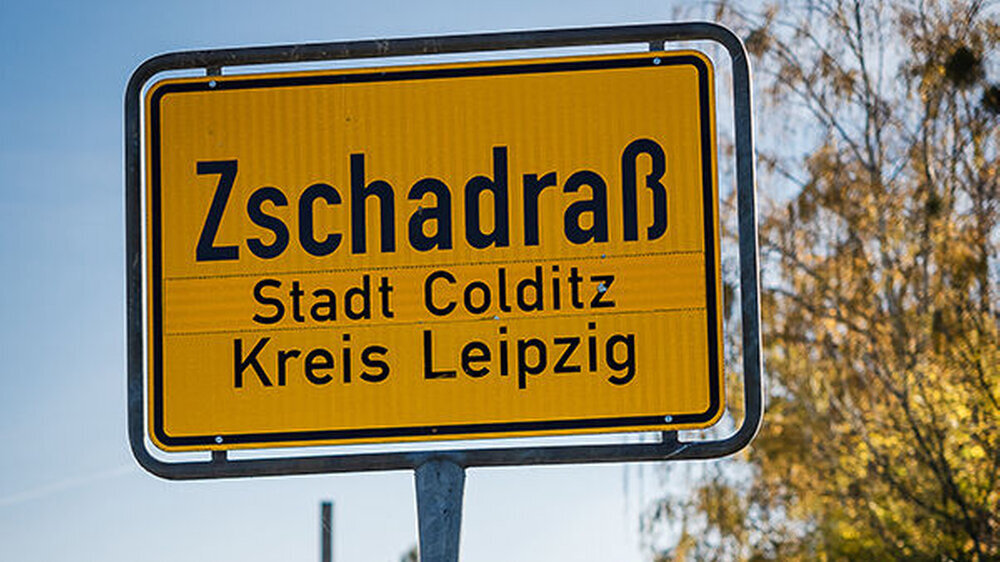 Zschadraß
Stadt Colditz
Kreis Leipzig